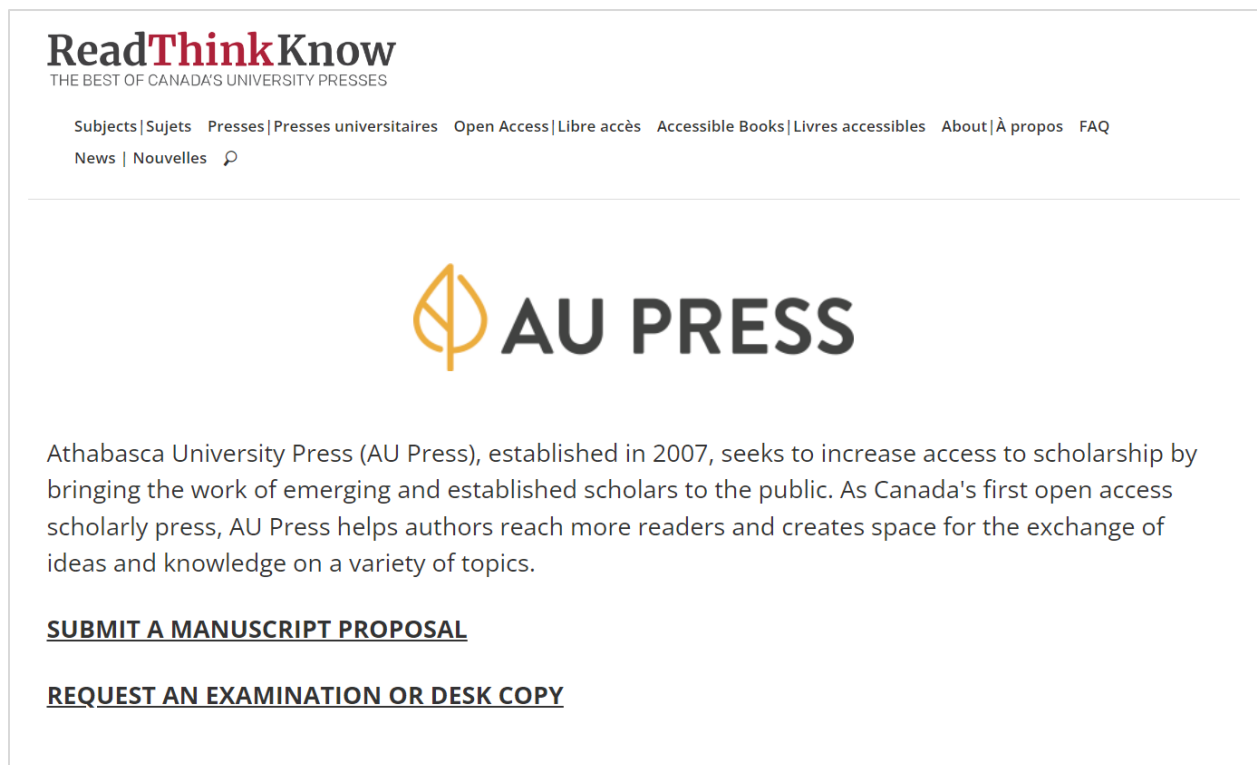 ReadThinkKnow
THE BEST OF CANADA'S UNIVERSITY PRESSES
Subjects|Sujets Presses|Presses universitaires Open Access|Libre accès Accessible Books|Livres accessibles About|À propos FAQ
News | Nouvelles
AU PRESS
Athabasca University Press (AU Press), established in 2007, seeks to increase access to scholarship by
bringing the work of emerging and established scholars to the public. As Canada's first open access
scholarly press, AU Press helps authors reach more readers and creates space for the exchange of
ideas and knowledge on a variety of topics.
SUBMIT A MANUSCRIPT PROPOSAL
REQUEST AN EXAMINATION OR DESK COPY